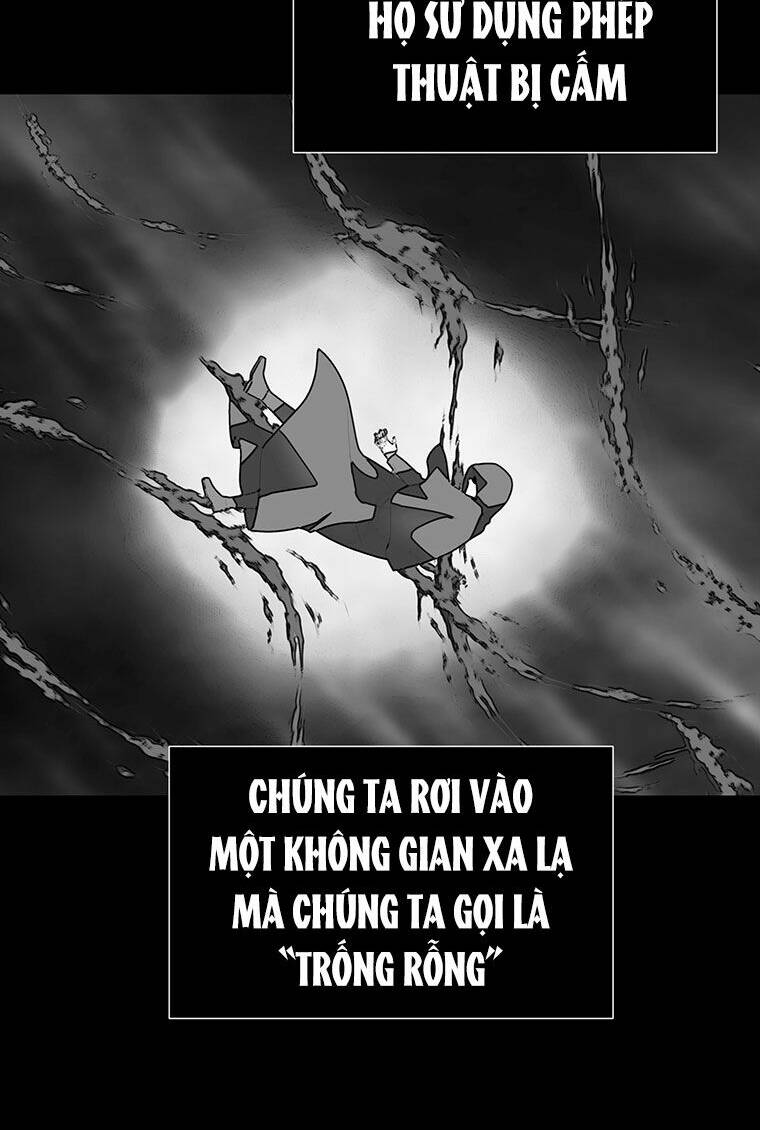 HỌ SỬ DỤNG PHÉP
THUẬT BỊ CẤM
CHÚNG TA RƠI VÀO
MỘT KHÔNG GIAN XA LẠ
MÀ CHÚNG TA GỌI LÀ
“TRỐNG RỖNG”